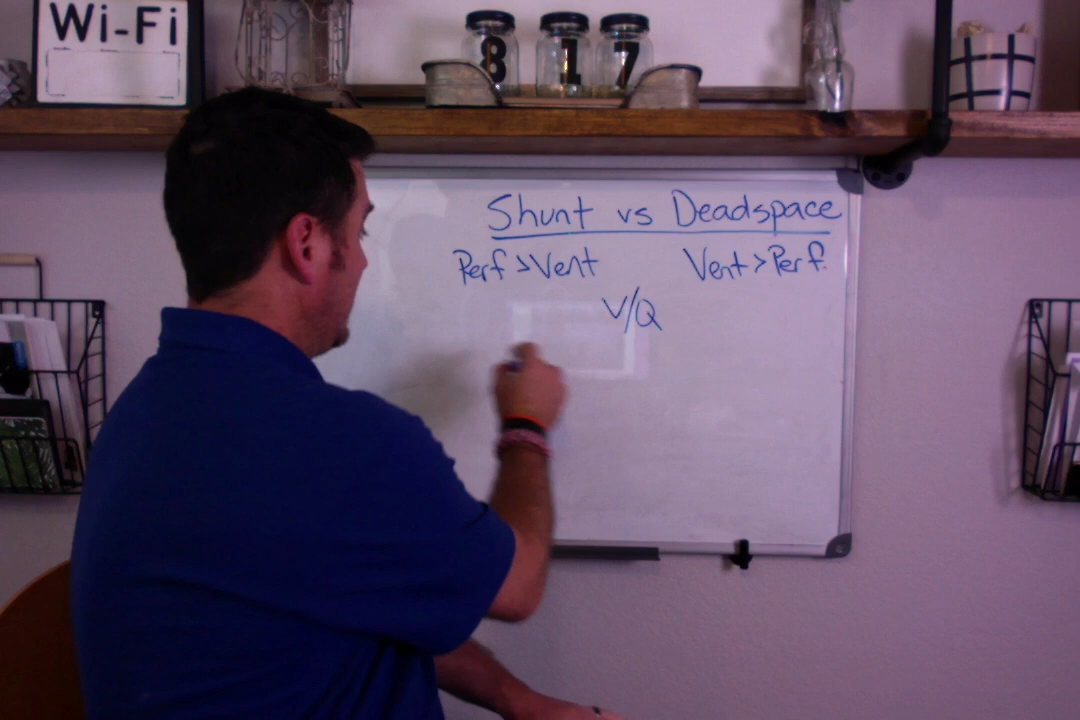 Wi-Fi
8 1 7
Shunt vs Deadspace
Perf > Vent
Vent > Perf.
V/Q